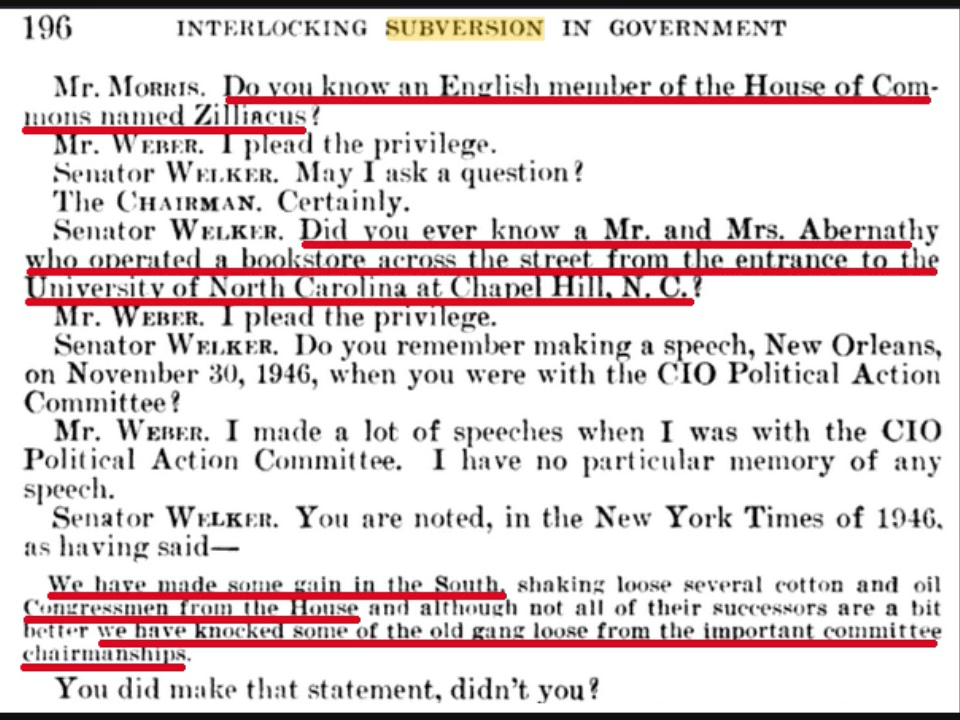 196 INTERLOCKING SUBVERSION IN GOVERNMENT
Mr. MORRIS. Do you know an English member of the House of Com-
mons named Zilliacus?
Mr. WEBER. I plead the privilege.
Senator WELKER. May I ask a question?
The CHAIRMAN. Certainly.
Senator WELKER. Did you ever know a Mr. and Mrs. Abernathy
who operated a bookstore across the street from the entrance to the
University of North Carolina at Chapel Hill, N. C.?
Mr. WEBER. I plead the privilege.
Senator WELKER. Do you remember making a speech, New Orleans,
on November 30, 1946, when you were with the CIO Political Action
Committee?
Mr. WEBER. I made a lot of speeches when I was with the CIO
Political Action Committee. I have no particular memory of any
speech.
Senator WELKER. You are noted, in the New York Times of 1946,
as having said—
We have made some gain in the South, shaking loose several cotton and oil
Congressmen from the House and although not all of their successors are a bit
better we have knocked some of the old gang loose from the important committee
chairmanships.
You did make that statement, didn't you?